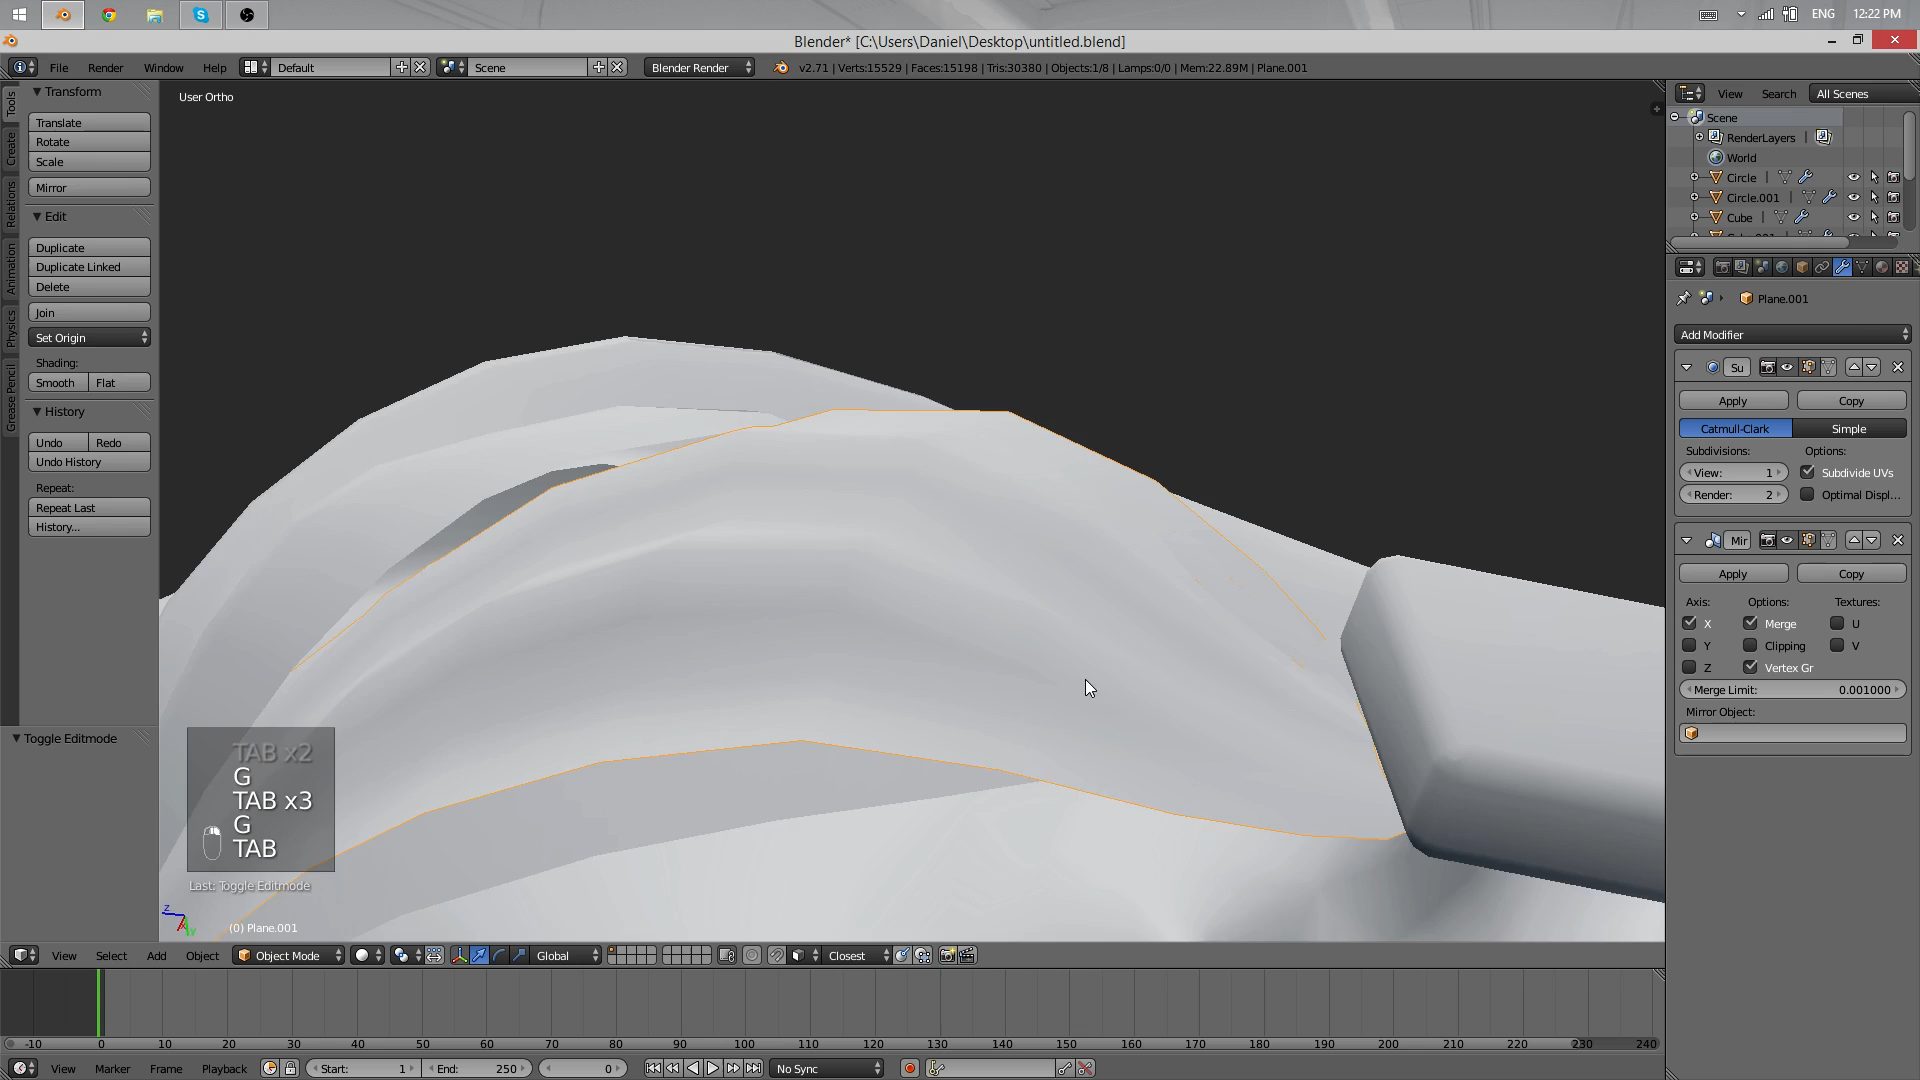 ENG 12:22 PM
Blender* [C:\Users\Daniel\Desktop\untitled.blend]
File Render Window Help Default Scene Blender Render v2.71 | Verts:15529 | Faces:15198 | Tris:30380 | Objects:1/8 | Lamps:0/0 | Mem:22.89M | Plane.001
Tools
Create
Relations
Animation
Physics
Grease Pencil
Transform
Translate
Rotate
Scale
Mirror
Edit
Duplicate
Duplicate Linked
Delete
Join
Set Origin
Shading:
Smooth Flat
History
Undo Redo
Undo History
Repeat:
Repeat Last
History...
Toggle Editmode
User Ortho
TAB x2
G
TAB x3
G
TAB
Last: Toggle Editmode
z
y
(0) Plane.001
View Search All Scenes
Scene
RenderLayers |
World
Circle |
Circle.001 |
Cube |
Plane.001
Add Modifier
Su
Apply Copy
Catmull-Clark Simple
Subdivisions: Options:
View: 1 Subdivide UVs
Render: 2 Optimal Displ...
Mir
Apply Copy
Axis: Options: Textures:
X Merge U
Y Clipping V
Z Vertex Gr
Merge Limit: 0.001000
Mirror Object:
View Select Add Object Object Mode Global Closest
-10 0 10 20 30 40 50 60 70 80 90 100 110 120 130 140 150 160 170 180 190 200 210 220 230 240
View Marker Frame Playback Start: 1 End: 250 0 No Sync